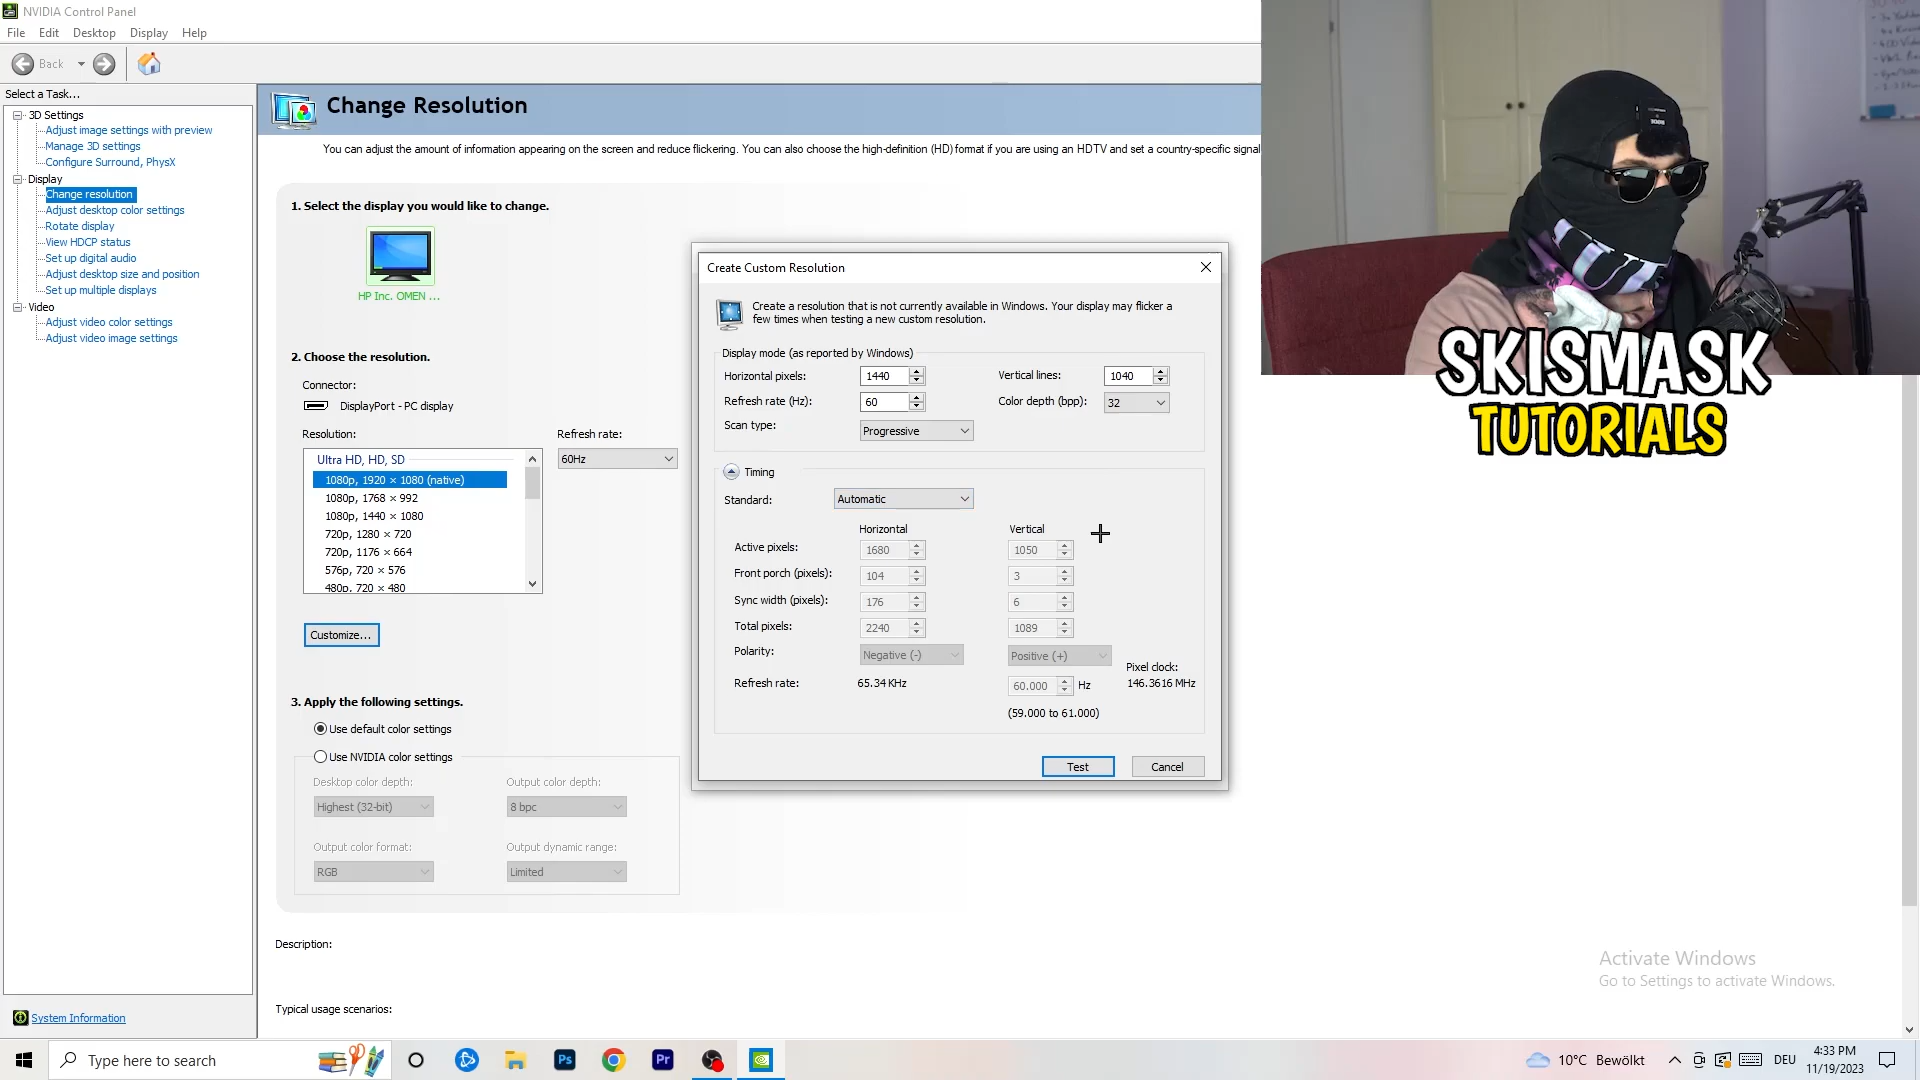 NVIDIA Control Panel
File Edit Desktop Display Help
Back
Select a Task...
3D Settings
Adjust image settings with preview
Manage 3D settings
Configure Surround, PhysX
Display
Change resolution
Adjust desktop color settings
Rotate display
View HDCP status
Set up digital audio
Adjust desktop size and position
Set up multiple displays
Video
Adjust video color settings
Adjust video image settings
System Information
Change Resolution
You can adjust the amount of information appearing on the screen and reduce flickering. You can also choose the high-definition (HD) format if you are using an HDTV and set a country-specific signal
1. Select the display you would like to change.
HP Inc. OMEN ...
2. Choose the resolution.
Connector:
DisplayPort - PC display
Resolution:
Refresh rate:
60Hz
Ultra HD, HD, SD
1080p, 1920 × 1080 (native)
1080p, 1768 × 992
1080p, 1440 × 1080
720p, 1280 × 720
720p, 1176 × 664
576p, 720 × 576
480p, 720 × 480
Customize...
3. Apply the following settings.
Use default color settings
Use NVIDIA color settings
Desktop color depth: Output color depth:
Highest (32-bit) 8 bpc
Output color format: Output dynamic range:
RGB Limited
Description:
Typical usage scenarios:
Create Custom Resolution
Create a resolution that is not currently available in Windows. Your display may flicker a
few times when testing a new custom resolution.
Display mode (as reported by Windows)
Horizontal pixels: 1440 Vertical lines: 1040
Refresh rate (Hz): 60 Color depth (bpp): 32
Scan type: Progressive
Timing
Standard: Automatic
Horizontal Vertical
Active pixels: 1680 1050
Front porch (pixels): 104 3
Sync width (pixels): 176 6
Total pixels: 2240 1089
Polarity: Negative (-) Positive (+)
Pixel clock:
Refresh rate: 65.34 KHz 60.000 Hz 146.3616 MHz
(59.000 to 61.000)
Test Cancel
SKISMASK
TUTORIALS
Activate Windows
Go to Settings to activate Windows.
Type here to search
Ps
Pr
10°C Bewölkt
DEU
4:33 PM
11/19/2023